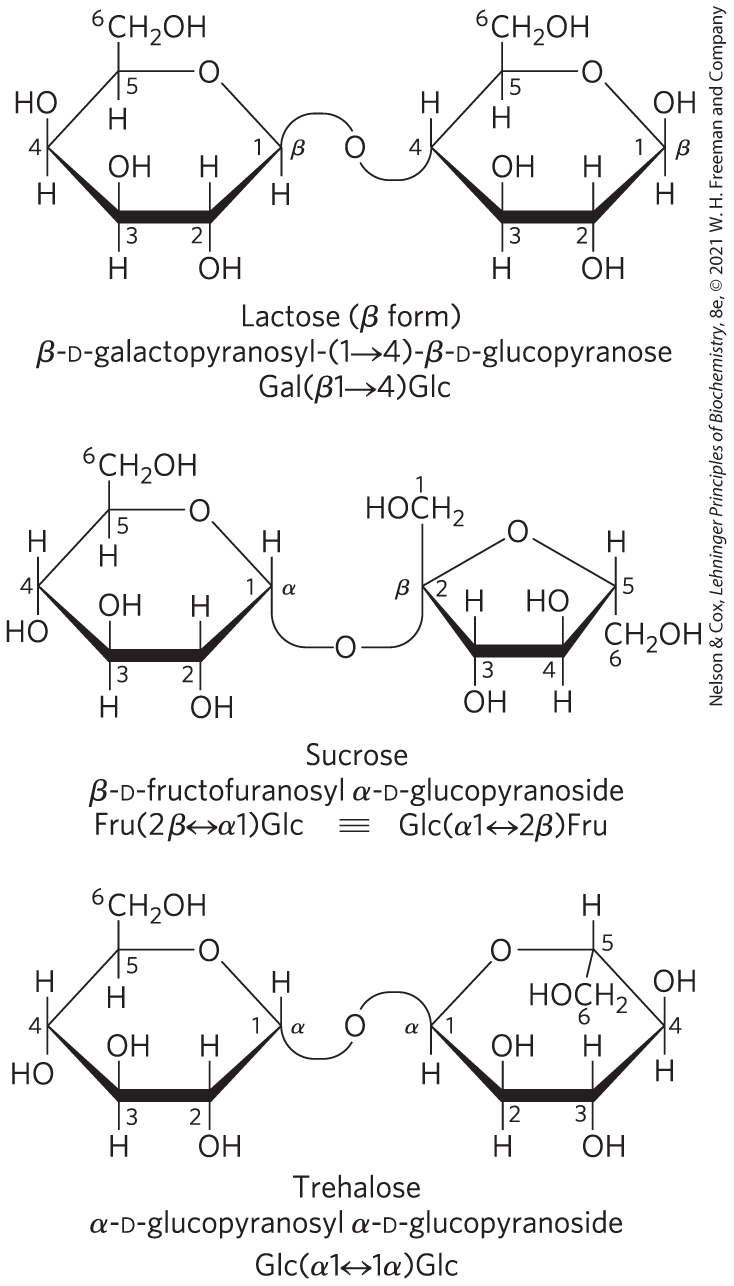 ⁶CH₂OH ⁶CH₂OH
O O
HO 5 H 5 OH
H H
4 OH H 1 β O 4 OH H 1 β
H H H
3 2 3 2
H OH H OH
Lactose (β form)
β-D-galactopyranosyl-(1→4)-β-D-glucopyranose
Gal(β1→4)Glc
⁶CH₂OH
1
HOCH₂
O O
H 5 H H
H
4 1 α β 2 5
OH H H HO
HO O CH₂OH
6
3 2 3 4
H OH OH H
Sucrose
β-D-fructofuranosyl α-D-glucopyranoside
Fru(2β↔α1)Glc ≡ Glc(α1↔2β)Fru
⁶CH₂OH H
O O 5
H 5 H OH
H HOCH₂
6
4 1 α O α 1 4
OH H OH H
HO H H
3 2 2 3
H OH H OH
Trehalose
α-D-glucopyranosyl α-D-glucopyranoside
Glc(α1↔1α)Glc
Nelson & Cox, Lehninger Principles of Biochemistry, 8e, © 2021 W. H. Freeman and Company